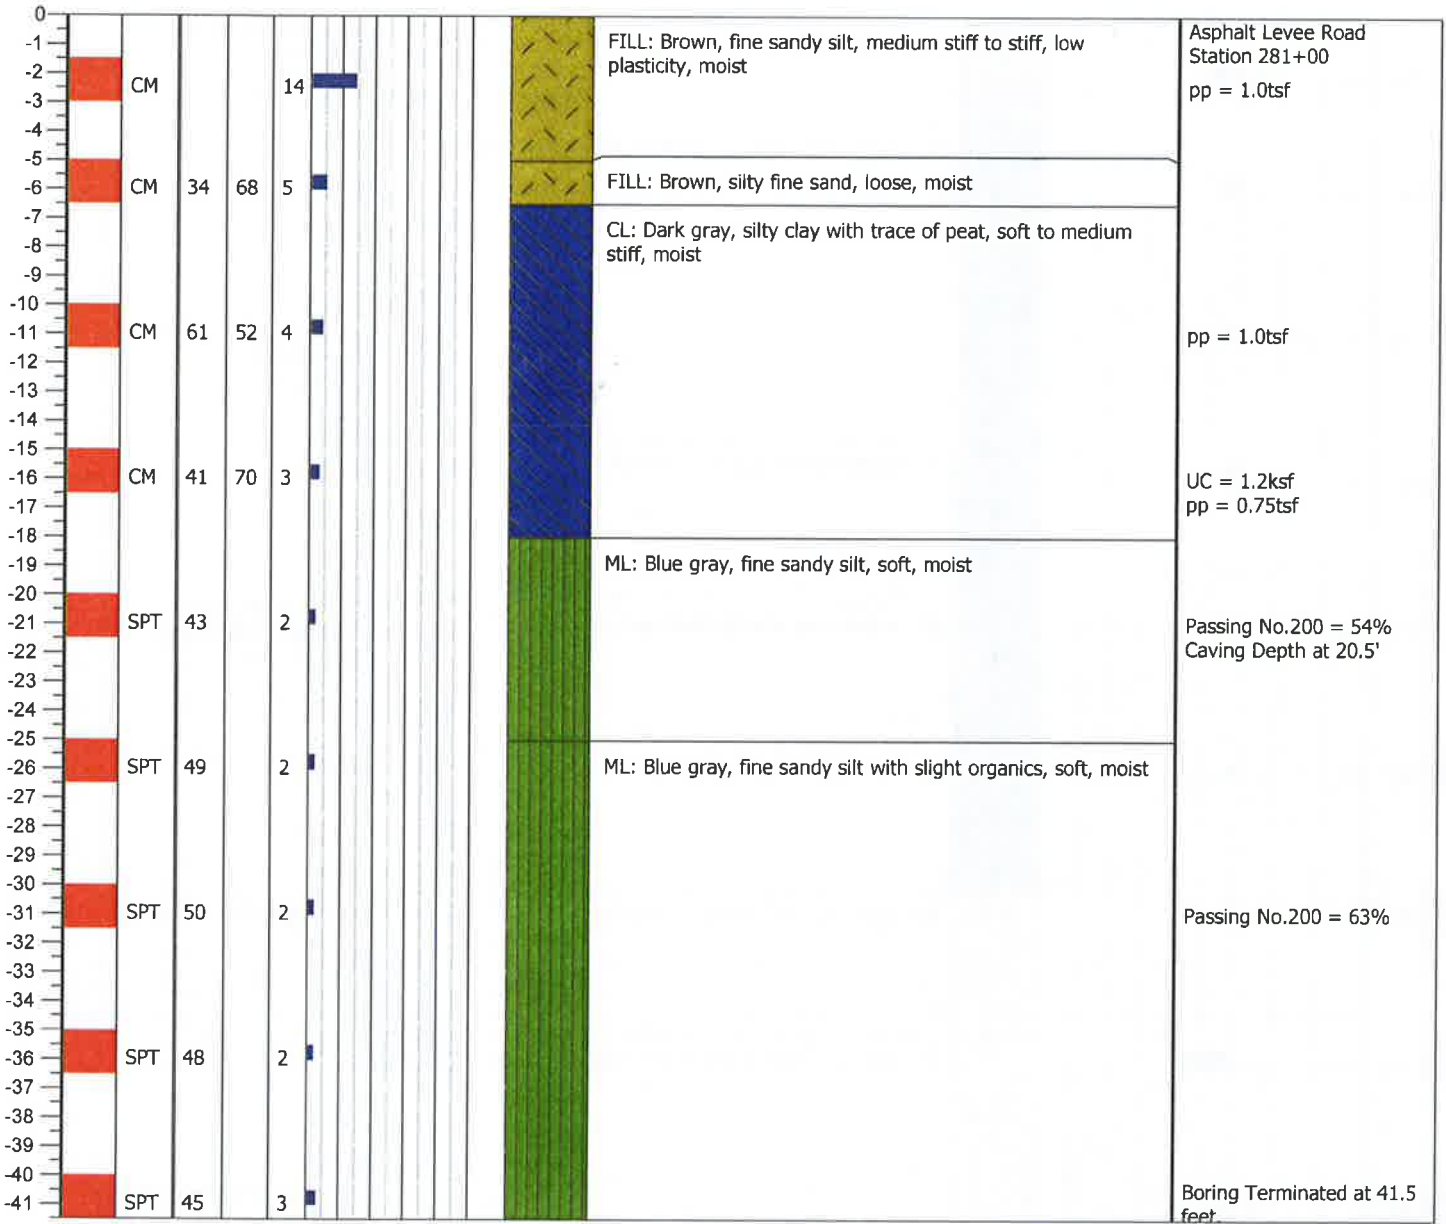 0
-1
-2
-3
-4
-5
-6
-7
-8
-9
-10
-11
-12
-13
-14
-15
-16
-17
-18
-19
-20
-21
-22
-23
-24
-25
-26
-27
-28
-29
-30
-31
-32
-33
-34
-35
-36
-37
-38
-39
-40
-41
CM 14
CM 34 68 5
CM 61 52 4
CM 41 70 3
SPT 43 2
SPT 49 2
SPT 50 2
SPT 48 2
SPT 45 3
FILL: Brown, fine sandy silt, medium stiff to stiff, low
plasticity, moist
FILL: Brown, silty fine sand, loose, moist
CL: Dark gray, silty clay with trace of peat, soft to medium
stiff, moist
ML: Blue gray, fine sandy silt, soft, moist
ML: Blue gray, fine sandy silt with slight organics, soft, moist
Asphalt Levee Road
Station 281+00
pp = 1.0tsf
pp = 1.0tsf
UC = 1.2ksf
pp = 0.75tsf
Passing No.200 = 54%
Caving Depth at 20.5'
Passing No.200 = 63%
Boring Terminated at 41.5
feet.